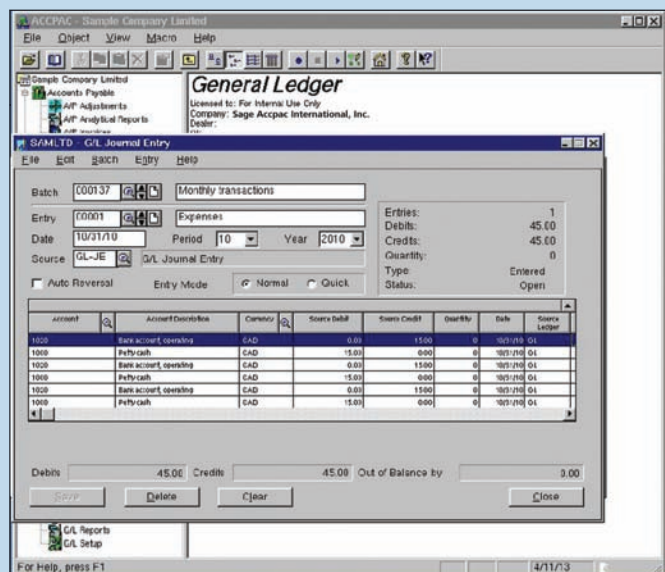 ACCPAC - Sample Company Limited
File Object View Macro Help
Sample Company Limited
Accounts Payable
A/P Adjustments
A/P Analytical Reports
A/P Invoices
General Ledger
Licensed to: For Internal Use Only
Company: Sage Accpac International, Inc.
Dealer:
SAMLTD - G/L Journal Entry
File Edit Batch Entry Help
Batch 000137 Monthly transactions
Entry 00001 Expenses
Date 10/31/10 Period 10 Year 2010
Source GL-JE G/L Journal Entry
Auto Reversal Entry Mode Normal Quick
Entries: 1
Debits: 45.00
Credits: 45.00
Quantity: 0
Type: Entered
Status: Open
Account Account Description Currency Source Debit Source Credit Quantity Date Source Ledger
1020 Bank account, operating CAD 0.00 15.00 0 10/31/10 GL
1000 Petty cash CAD 15.00 0.00 0 10/31/10 GL
1020 Bank account, operating CAD 0.00 15.00 0 10/31/10 GL
1000 Petty cash CAD 15.00 0.00 0 10/31/10 GL
1020 Bank account, operating CAD 0.00 15.00 0 10/31/10 GL
1000 Petty cash CAD 15.00 0.00 0 10/31/10 GL
Debits 45.00 Credits 45.00 Out of Balance by 0.00
Save Delete Clear Close
G/L Reports
G/L Setup
For Help, press F1 4/11/13